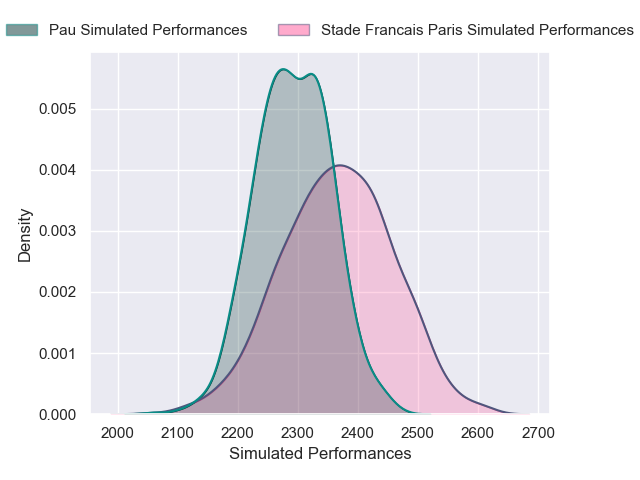 Pau Simulated Performances
Stade Francais Paris Simulated Performances
0.005
0.004
0.003
0.002
0.001
0.000
Density
2000 2100 2200 2300 2400 2500 2600 2700
Simulated Performances